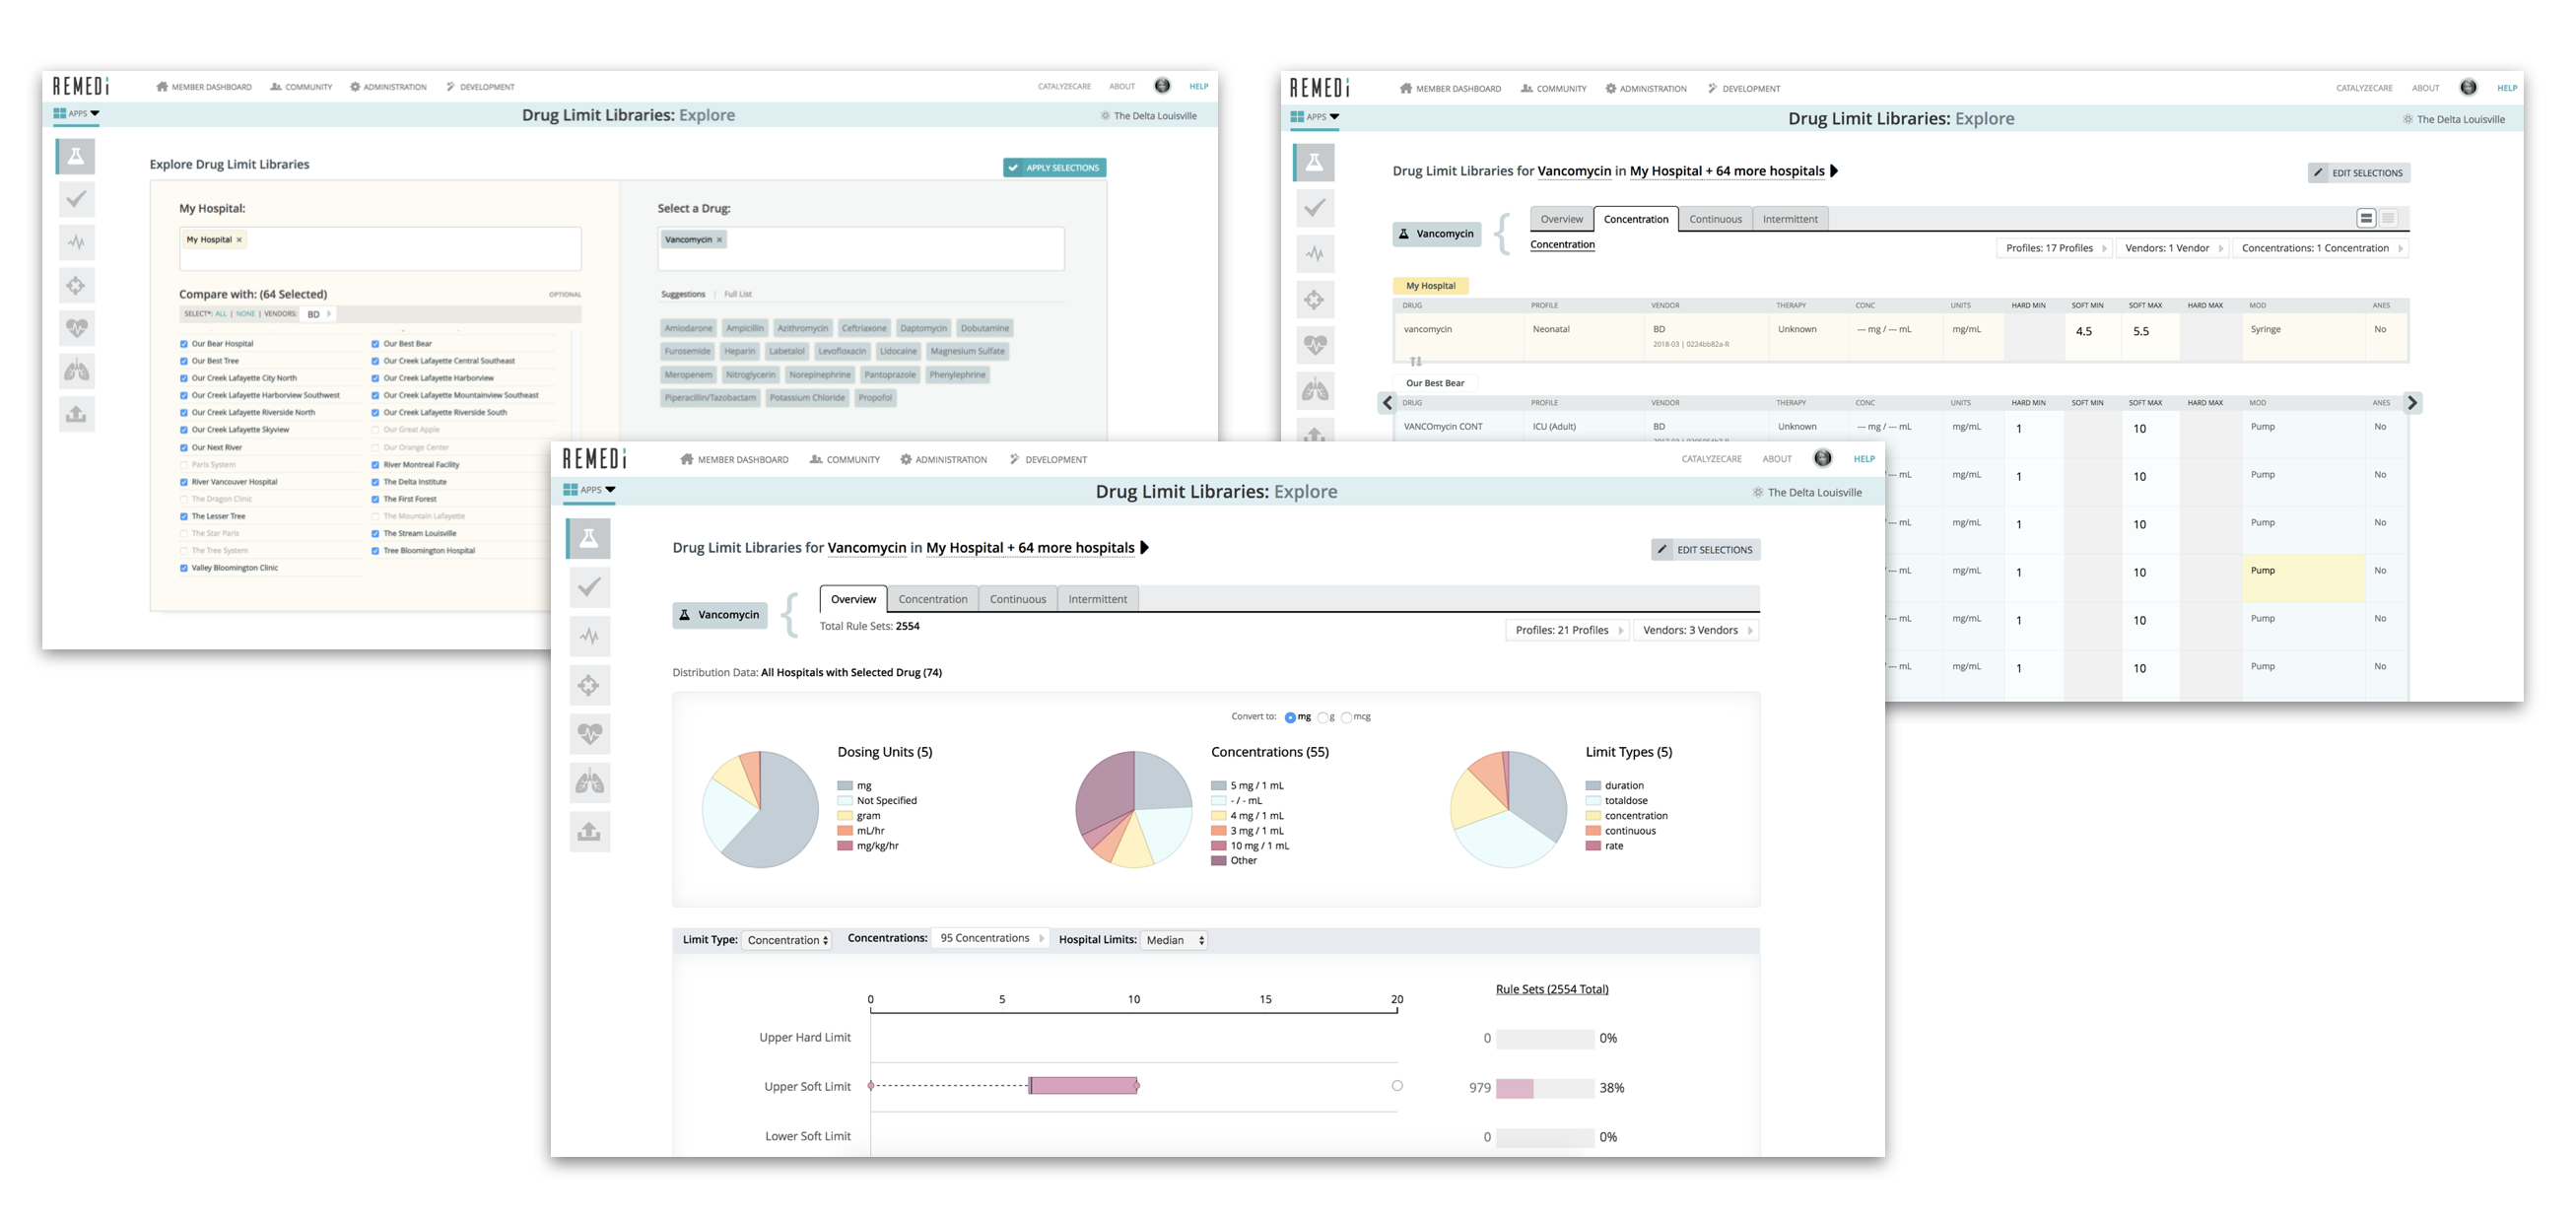 REMEDi MEMBER DASHBOARD COMMUNITY ADMINISTRATION DEVELOPMENT CATALYZECARE ABOUT HELP
APPS Drug Limit Libraries: Explore The Delta Louisville
Explore Drug Limit Libraries APPLY SELECTIONS
My Hospital:
My Hospital ×
Compare with: (64 Selected) OPTIONAL
SELECT*: ALL | NONE | VENDORS: BD
Our Bear Hospital Our Best Bear
Our Best Tree Our Creek Lafayette Central Southeast
Our Creek Lafayette City North Our Creek Lafayette Harborview
Our Creek Lafayette Harborview Southwest Our Creek Lafayette Mountainview Southeast
Our Creek Lafayette Riverside North Our Creek Lafayette Riverside South
Our Creek Lafayette Skyview Our Great Apple
Our Next River Our Orange Center
Paris System River Montreal Facility
River Vancouver Hospital The Delta Institute
The Dragon Clinic The First Forest
The Lesser Tree The Mountain Lafayette
The Star Paris The Stream Louisville
The Tree System Tree Bloomington Hospital
Valley Bloomington Clinic
Select a Drug:
Vancomycin ×
Suggestions | Full List
Amiodarone Ampicillin Azithromycin Ceftriaxone Daptomycin Dobutamine
Furosemide Heparin Labetalol Levofloxacin Lidocaine Magnesium Sulfate
Meropenem Nitroglycerin Norepinephrine Pantoprazole Phenylephrine
Piperacillin/Tazobactam Potassium Chloride Propofol
REMEDi MEMBER DASHBOARD COMMUNITY ADMINISTRATION DEVELOPMENT CATALYZECARE ABOUT HELP
APPS Drug Limit Libraries: Explore The Delta Louisville
Drug Limit Libraries for Vancomycin in My Hospital + 64 more hospitals EDIT SELECTIONS
Vancomycin { Overview Concentration Continuous Intermittent
Concentration Profiles: 17 Profiles Vendors: 1 Vendor Concentrations: 1 Concentration
My Hospital
DRUG PROFILE VENDOR THERAPY CONC UNITS HARD MIN SOFT MIN SOFT MAX HARD MAX MOD ANES
vancomycin Neonatal BD Unknown --- mg / --- mL mg/mL 4.5 5.5 Syringe No
2018-03 | 0224bb82a-R
Our Best Bear
DRUG PROFILE VENDOR THERAPY CONC UNITS HARD MIN SOFT MIN SOFT MAX HARD MAX MOD ANES
VANCOmycin CONT ICU (Adult) BD Unknown --- mg / --- mL mg/mL 1 10 Pump No
/ --- mL mg/mL 1 10 Pump No
/ --- mL mg/mL 1 10 Pump No
/ --- mL mg/mL 1 10 Pump No
/ --- mL mg/mL 1 10 Pump No
/ --- mL mg/mL 1 10 Pump No
REMEDi MEMBER DASHBOARD COMMUNITY ADMINISTRATION DEVELOPMENT CATALYZECARE ABOUT HELP
APPS Drug Limit Libraries: Explore The Delta Louisville
Drug Limit Libraries for Vancomycin in My Hospital + 64 more hospitals EDIT SELECTIONS
Vancomycin { Overview Concentration Continuous Intermittent
Total Rule Sets: 2554 Profiles: 21 Profiles Vendors: 3 Vendors
Distribution Data: All Hospitals with Selected Drug (74)
Convert to: mg g mcg
Dosing Units (5)
mg
Not Specified
gram
mL/hr
mg/kg/hr
Concentrations (55)
5 mg / 1 mL
- / - mL
4 mg / 1 mL
3 mg / 1 mL
10 mg / 1 mL
Other
Limit Types (5)
duration
totaldose
concentration
continuous
rate
Limit Type: Concentration Concentrations: 95 Concentrations Hospital Limits: Median
0 5 10 15 20 Rule Sets (2554 Total)
Upper Hard Limit 0 0%
Upper Soft Limit 979 38%
Lower Soft Limit 0 0%